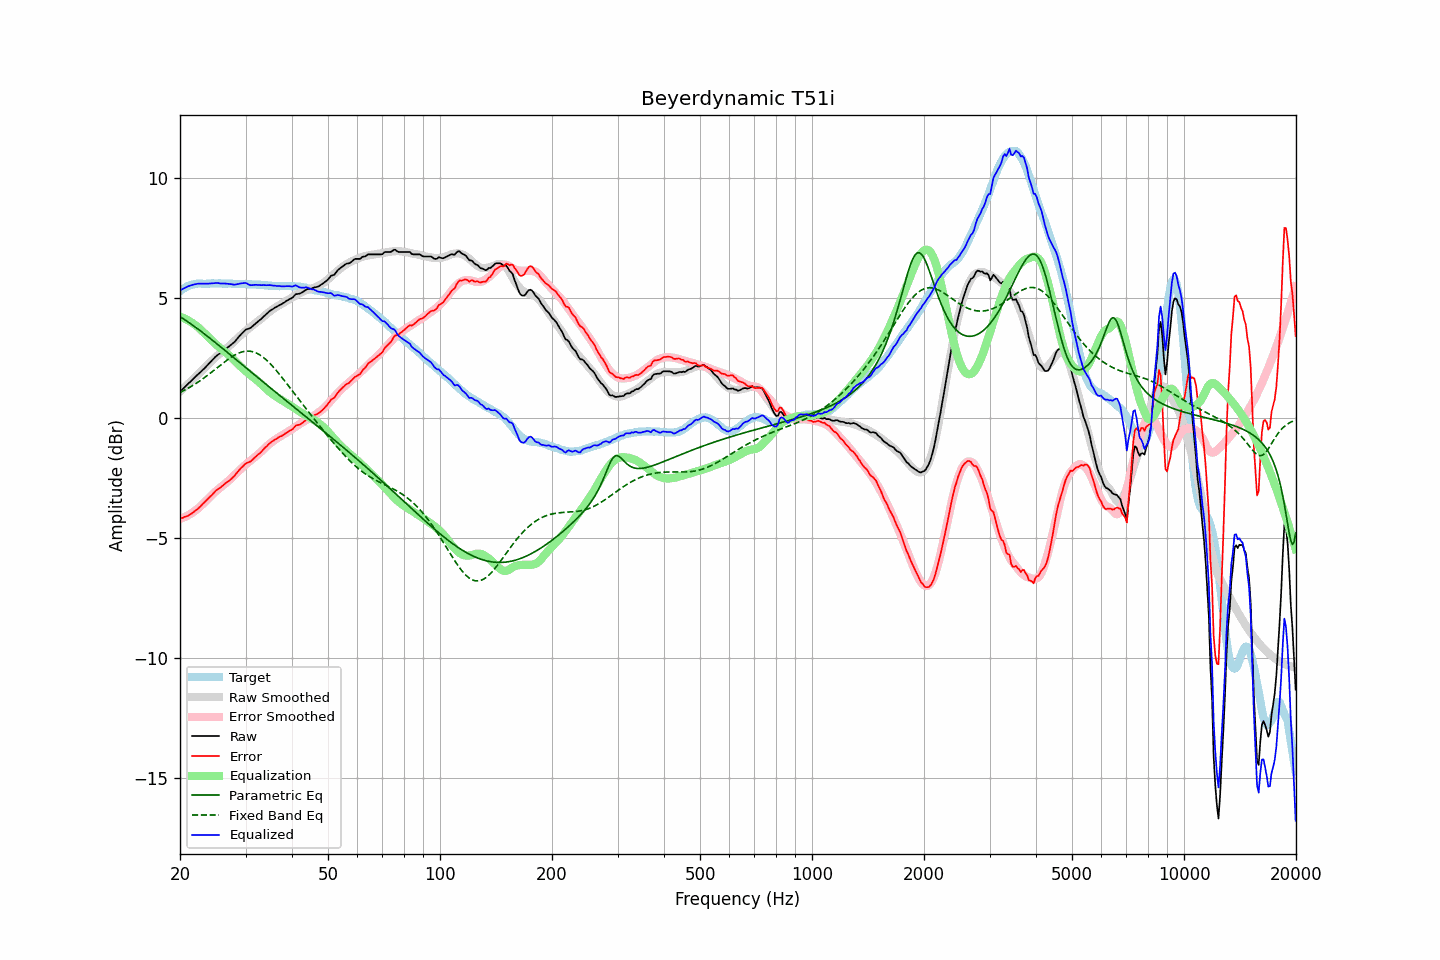 Beyerdynamic T51i
Amplitude (dBr)
10
5
0
−5
−10
−15
Target
Raw Smoothed
Error Smoothed
Raw
Error
Equalization
Parametric Eq
Fixed Band Eq
Equalized
20 50 100 200 500 1000 2000 5000 10000 20000
Frequency (Hz)